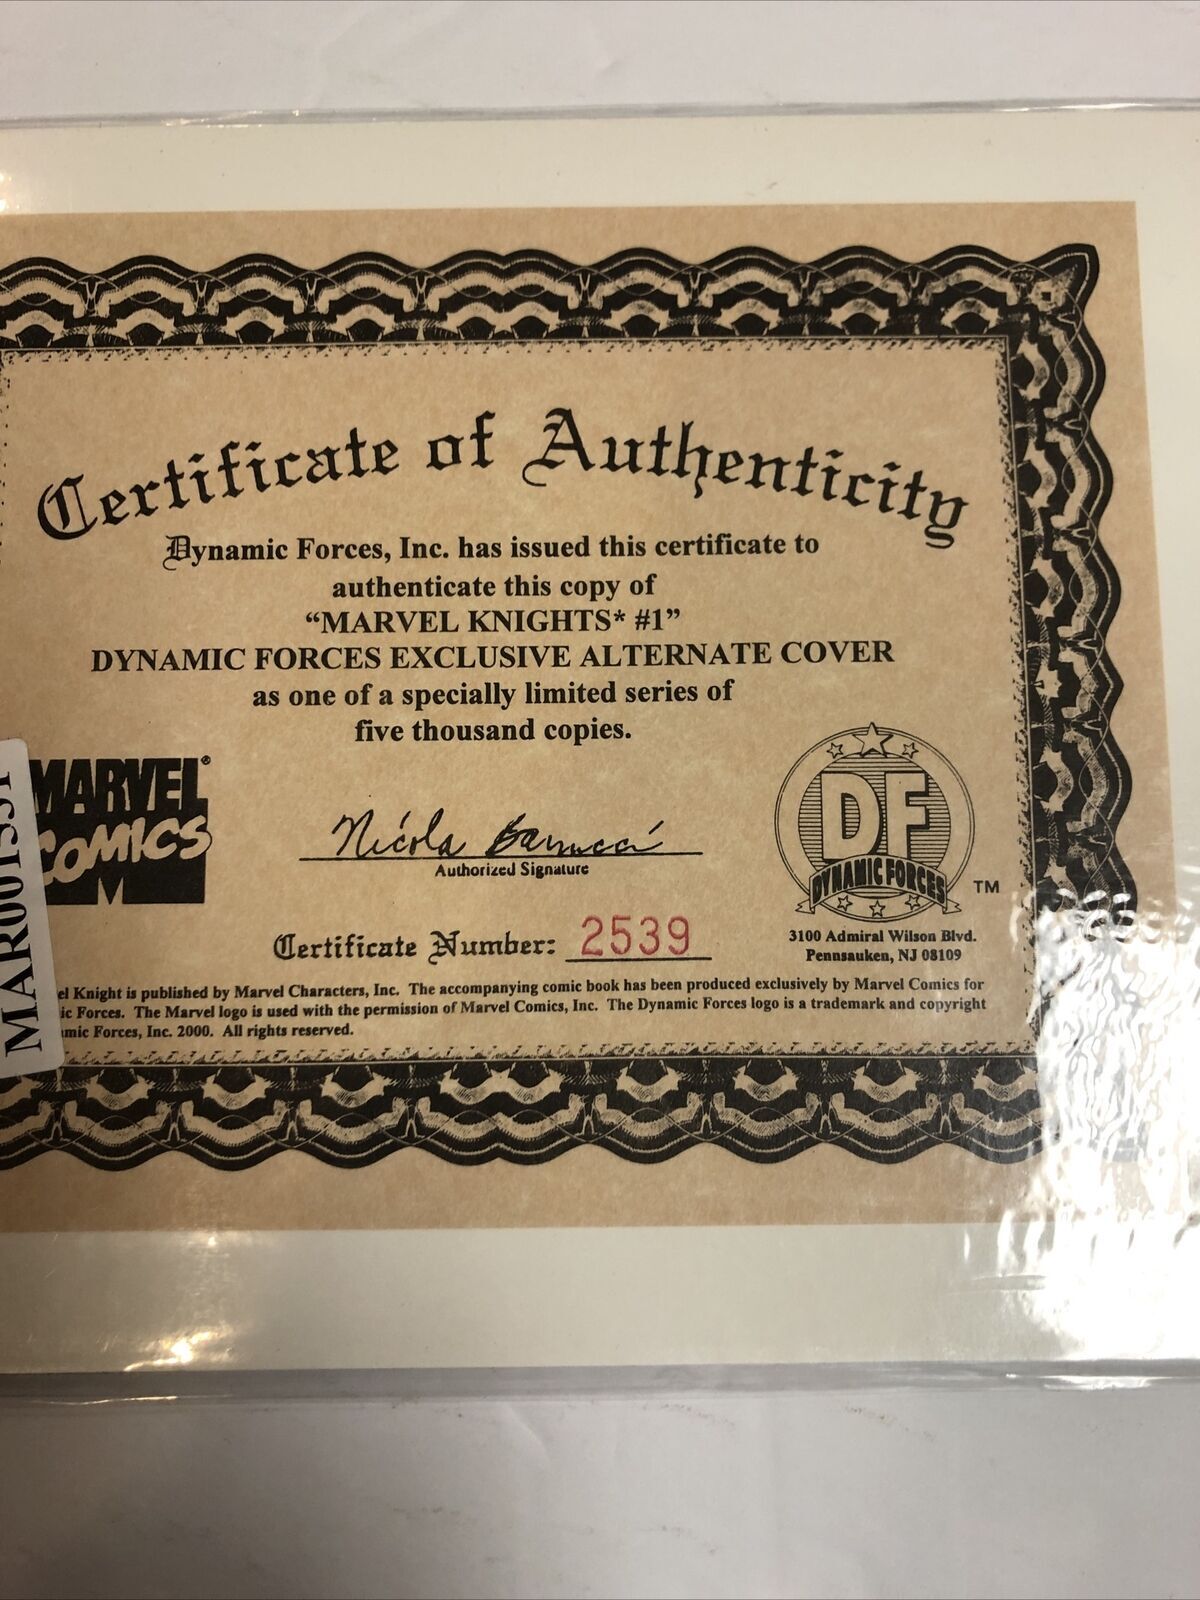 Certificate of Authenticity
Dynamic Forces, Inc. has issued this certificate to
authenticate this copy of
“MARVEL KNIGHTS* #1”
DYNAMIC FORCES EXCLUSIVE ALTERNATE COVER
as one of a specially limited series of
five thousand copies.
MARVEL®
COMICS
Nicola Barrucci
Authorized Signature
DF
DYNAMIC FORCES
TM
Certificate Number: 2539
3100 Admiral Wilson Blvd.
Pennsauken, NJ 08109
el Knight is published by Marvel Characters, Inc. The accompanying comic book has been produced exclusively by Marvel Comics for
ic Forces. The Marvel logo is used with the permission of Marvel Comics, Inc. The Dynamic Forces logo is a trademark and copyright
mic Forces, Inc. 2000. All rights reserved.